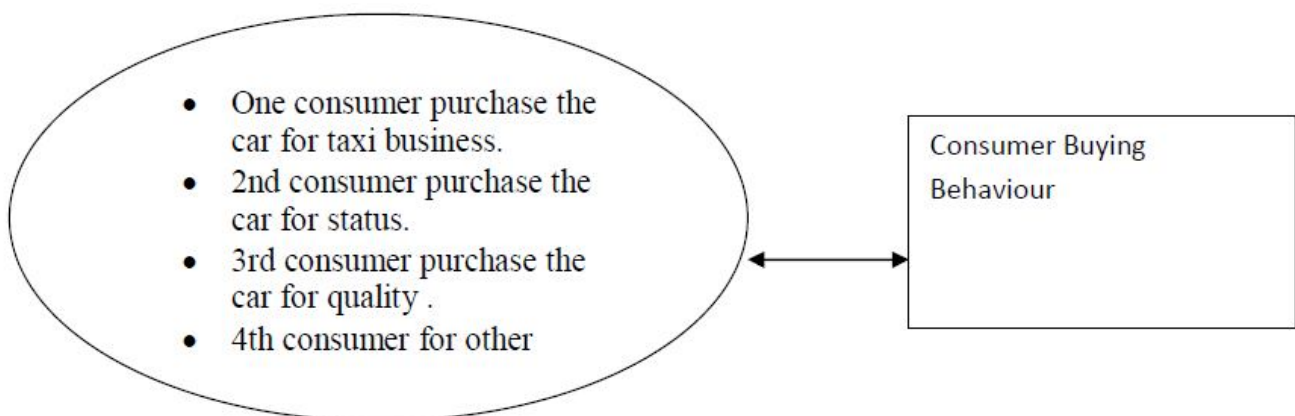 • One consumer purchase the
car for taxi business.
• 2nd consumer purchase the
car for status.
• 3rd consumer purchase the
car for quality .
• 4th consumer for other
Consumer Buying
Behaviour